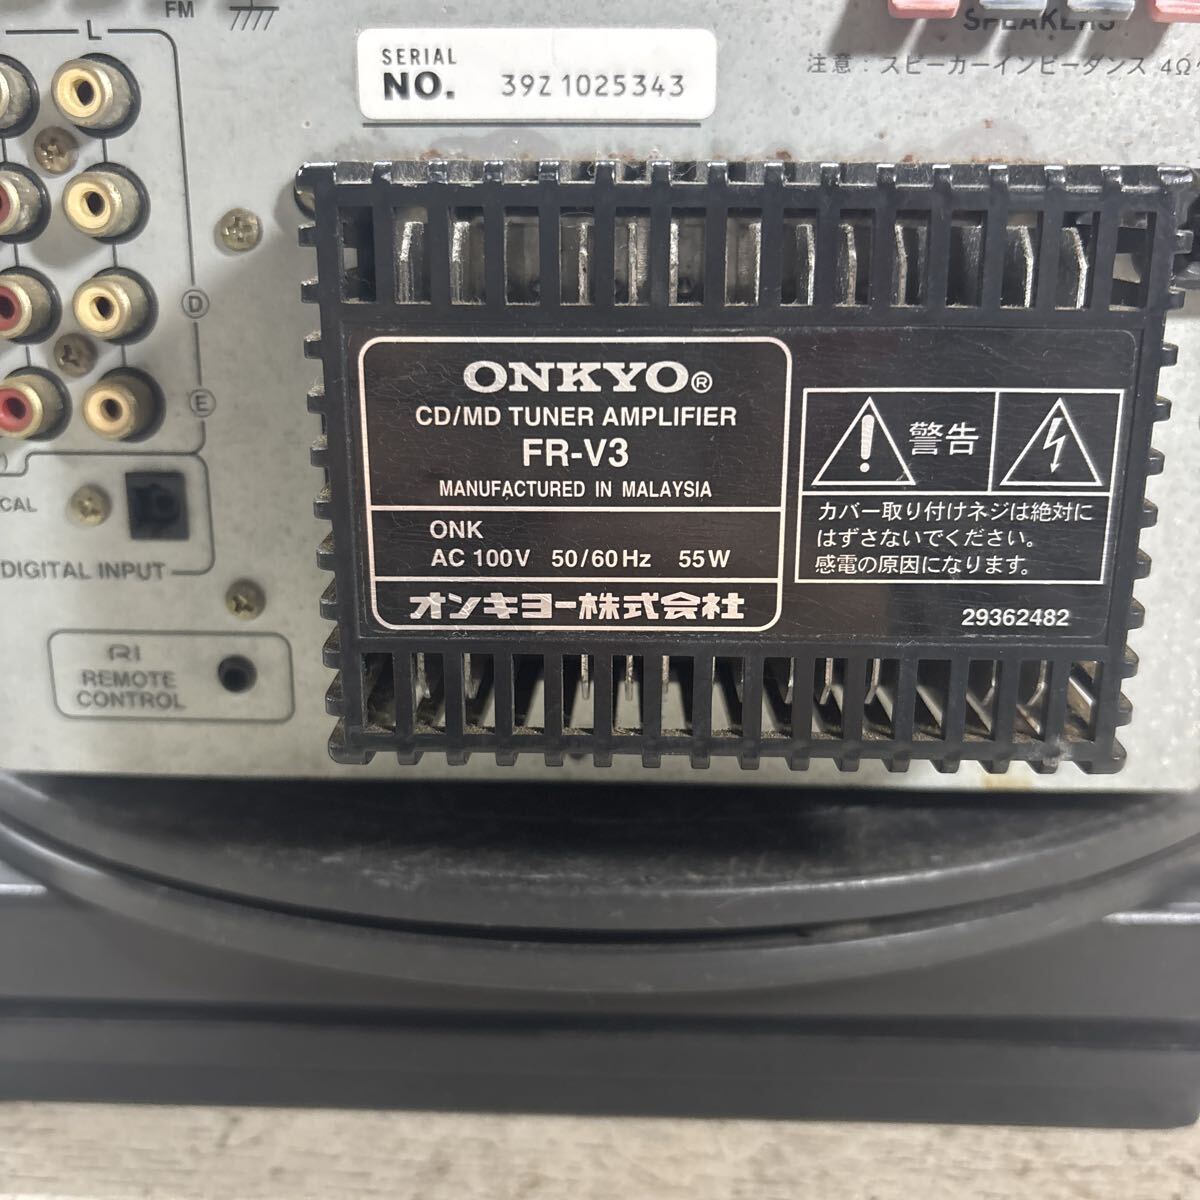 FM
L
SERIAL
NO. 39Z1025343
SPEAKERS
注意：スピーカーインピーダンス 4Ω
D
E
CAL
DIGITAL INPUT
RI
REMOTE
CONTROL
ONKYO®
CD/MD TUNER AMPLIFIER
FR-V3
MANUFACTURED IN MALAYSIA
ONK
AC 100V 50/60Hz 55W
オンキヨー株式会社
警告
カバー取り付けネジは絶対に
はずさないでください。
感電の原因になります。
29362482